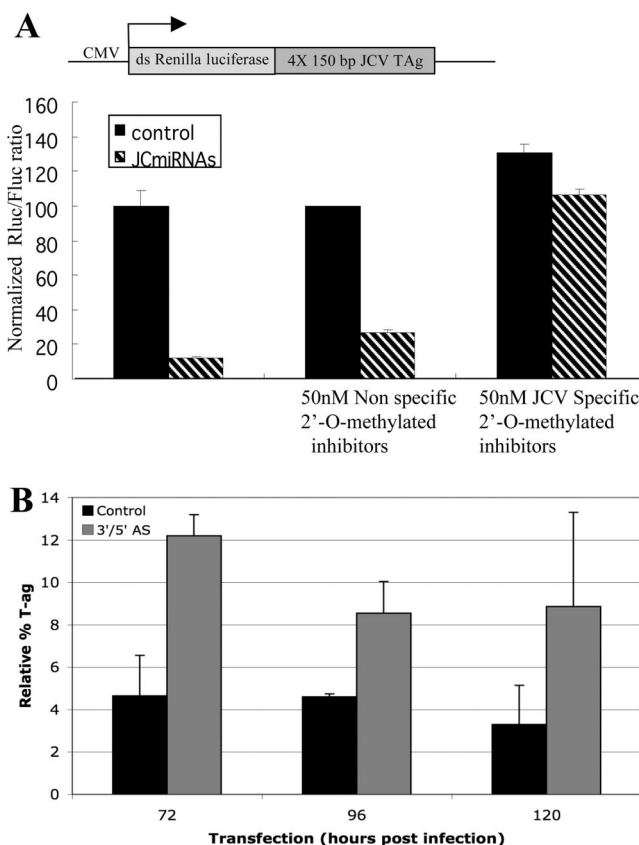 A
CMV
ds Renilla luciferase
4X 150 bp JCV TAg
160
140
120
100
80
60
40
20
0
Normalized Rluc/Fluc ratio
control
JCmiRNAs
50nM Non specific
2'-O-methylated
inhibitors
50nM JCV Specific
2'-O-methylated
inhibitors
B
Control
3'/5' AS
14
12
10
8
6
4
2
0
Relative % T-ag
72
96
120
Transfection (hours post infection)